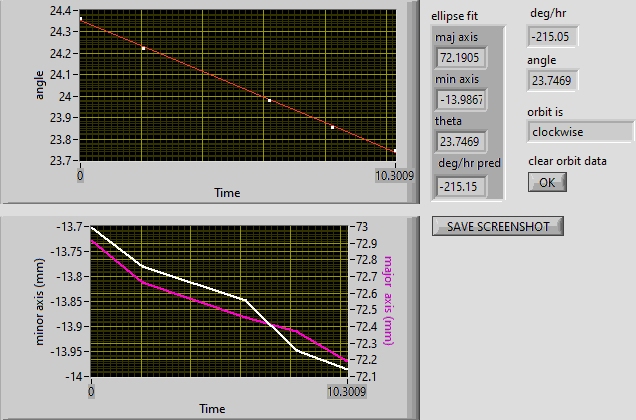 24.4
24.3
24.2
24.1
24
23.9
23.8
23.7
angle
0
10.3009
Time
ellipse fit
maj axis
72.1905
min axis
-13.9867
theta
23.7469
deg/hr pred
-215.15
deg/hr
-215.05
angle
23.7469
orbit is
clockwise
clear orbit data
OK
SAVE SCREENSHOT
-13.7
-13.75
-13.8
-13.85
-13.9
-13.95
-14
minor axis (mm)
73
72.9
72.8
72.7
72.6
72.5
72.4
72.3
72.2
72.1
major axis (mm)
0
10.3009
Time